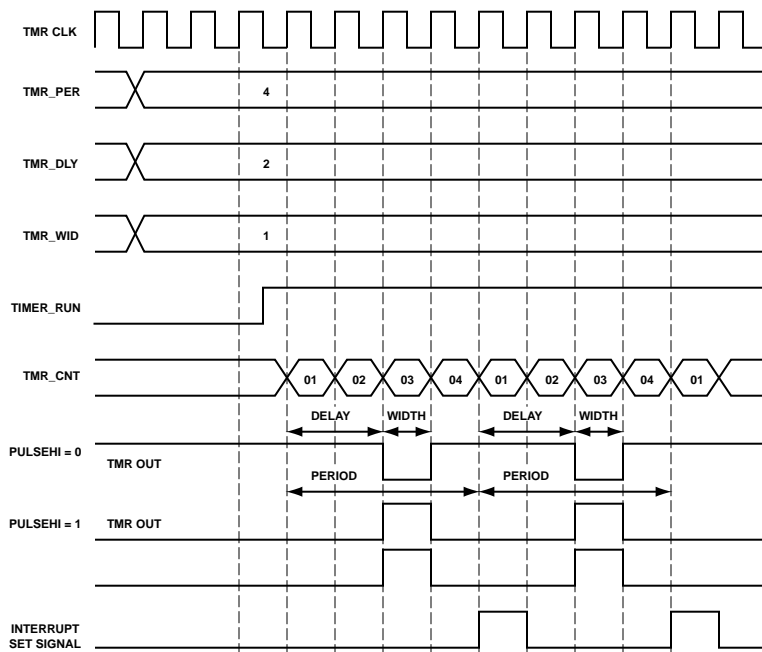 TMR CLK
TMR_PER
4
TMR_DLY
2
TMR_WID
1
TIMER_RUN
TMR_CNT
01 02 03 04 01 02 03 04 01
DELAY WIDTH DELAY WIDTH
PULSEHI = 0
TMR OUT
PERIOD PERIOD
PULSEHI = 1 TMR OUT
INTERRUPT
SET SIGNAL